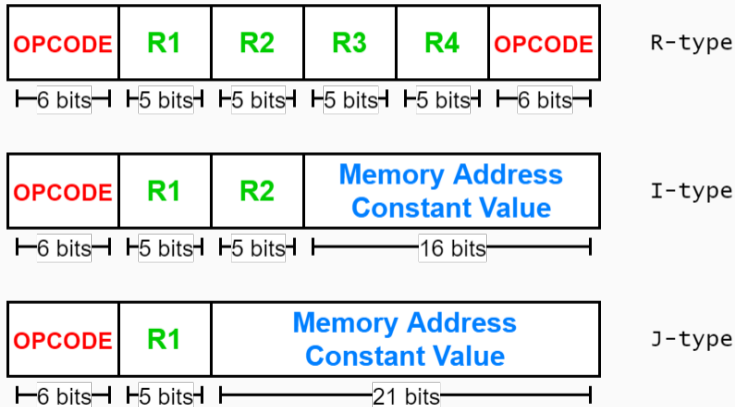 OPCODE R1 R2 R3 R4 OPCODE R-type
6 bits 5 bits 5 bits 5 bits 5 bits 6 bits
OPCODE R1 R2 Memory Address Constant Value I-type
6 bits 5 bits 5 bits 16 bits
OPCODE R1 Memory Address Constant Value J-type
6 bits 5 bits 21 bits